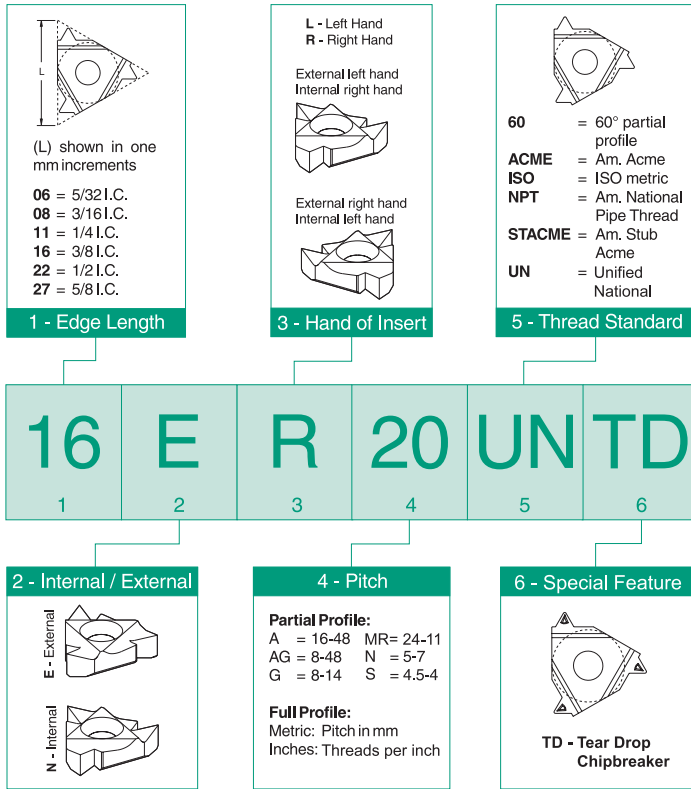 L
(L) shown in one
mm increments
06 = 5/32 I.C.
08 = 3/16 I.C.
11 = 1/4 I.C.
16 = 3/8 I.C.
22 = 1/2 I.C.
27 = 5/8 I.C.
1 - Edge Length
L - Left Hand
R - Right Hand
External left hand
Internal right hand
External right hand
Internal left hand
3 - Hand of Insert
60 = 60° partial
profile
ACME = Am. Acme
ISO = ISO metric
NPT = Am. National
Pipe Thread
STACME = Am. Stub
Acme
UN = Unified
National
5 - Thread Standard
16 E R 20 UN TD
1 2 3 4 5 6
2 - Internal / External
E - External
N - Internal
4 - Pitch
Partial Profile:
A = 16-48 MR= 24-11
AG = 8-48 N = 5-7
G = 8-14 S = 4.5-4
Full Profile:
Metric: Pitch in mm
Inches: Threads per inch
6 - Special Feature
TD - Tear Drop
Chipbreaker